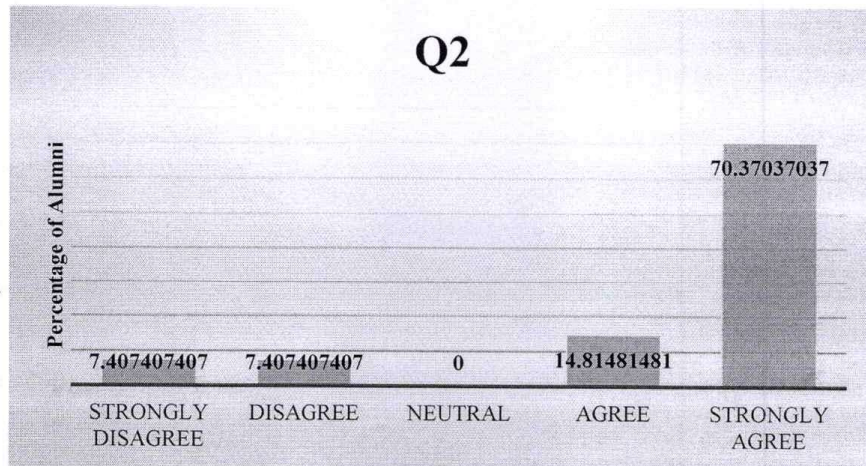 Q2
Percentage of Alumni
70.37037037
7.407407407
7.407407407
0
14.81481481
STRONGLY
DISAGREE
DISAGREE
NEUTRAL
AGREE
STRONGLY
AGREE